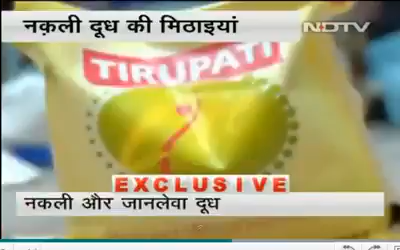 नक़ली दूध की मिठाइयां
NDTV
TIRUPATI
EXCLUSIVE
नकली और जानलेवा दूध